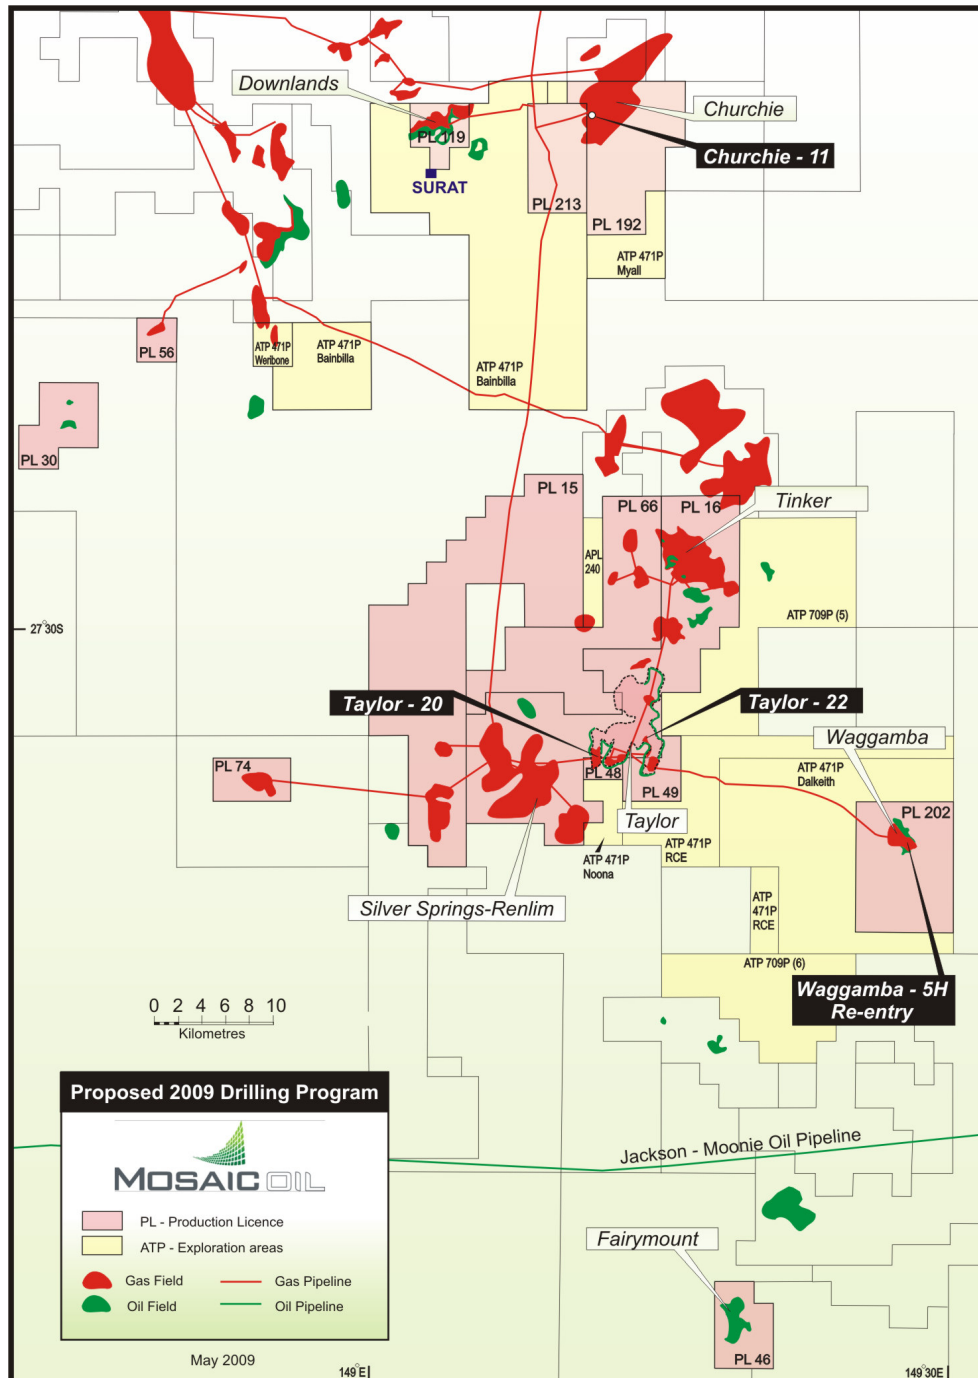 Downlands
Churchie
PL 119
Churchie - 11
SURAT
PL 213
PL 192
ATP 471P
Myall
PL 56
ATP 471P
Weribone
ATP 471P
Bainbilla
ATP 471P
Bainbilla
PL 30
PL 15
PL 66
PL 16
Tinker
APL
240
ATP 709P (5)
27°30S
Taylor - 20
Taylor - 22
Waggamba
PL 74
PL 48
PL 49
ATP 471P
Dalkeith
PL 202
Taylor
ATP 471P
RCE
ATP 471P
Noona
ATP
471P
RCE
Silver Springs-Renlim
ATP 709P (6)
Waggamba - 5H
Re-entry
0 2 4 6 8 10
Kilometres
Proposed 2009 Drilling Program
MOSAIC OIL
PL - Production Licence
ATP - Exploration areas
Gas Field
Gas Pipeline
Oil Field
Oil Pipeline
May 2009
Jackson - Moonie Oil Pipeline
Fairymount
PL 46
149°E
149°30E